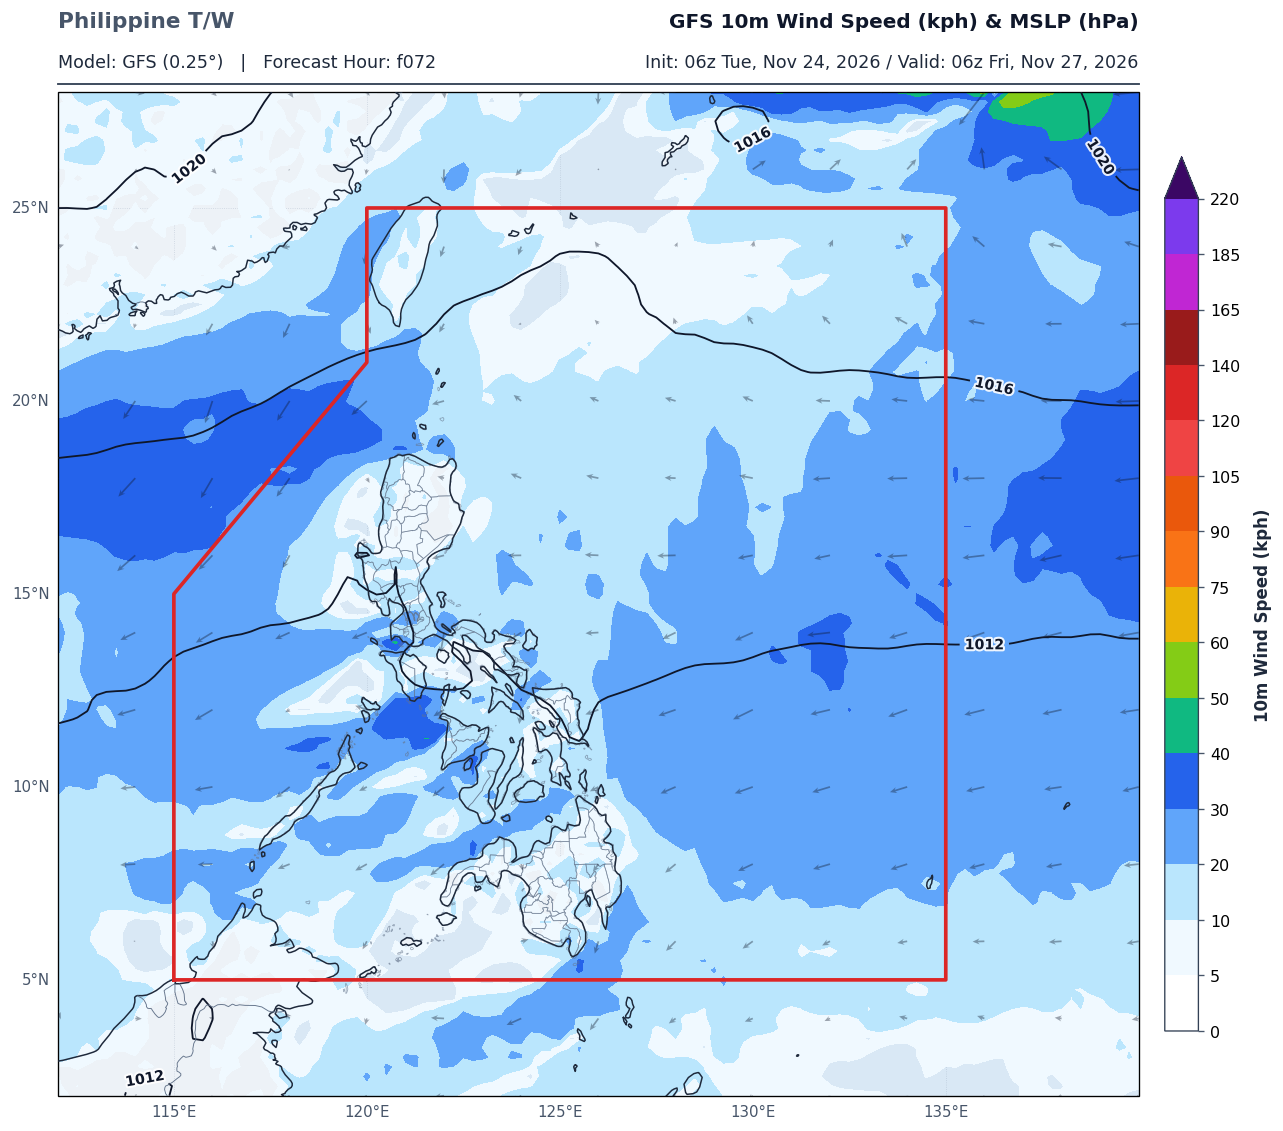 Philippine T/W
GFS 10m Wind Speed (kph) & MSLP (hPa)
Model: GFS (0.25°)   |   Forecast Hour: f072
Init: 06z Tue, Nov 24, 2026 / Valid: 06z Fri, Nov 27, 2026
1020
1016
1020
1016
1012
1012
25°N
20°N
15°N
10°N
5°N
115°E
120°E
125°E
130°E
135°E
220
185
165
140
120
105
90
75
60
50
40
30
20
10
5
0
10m Wind Speed (kph)